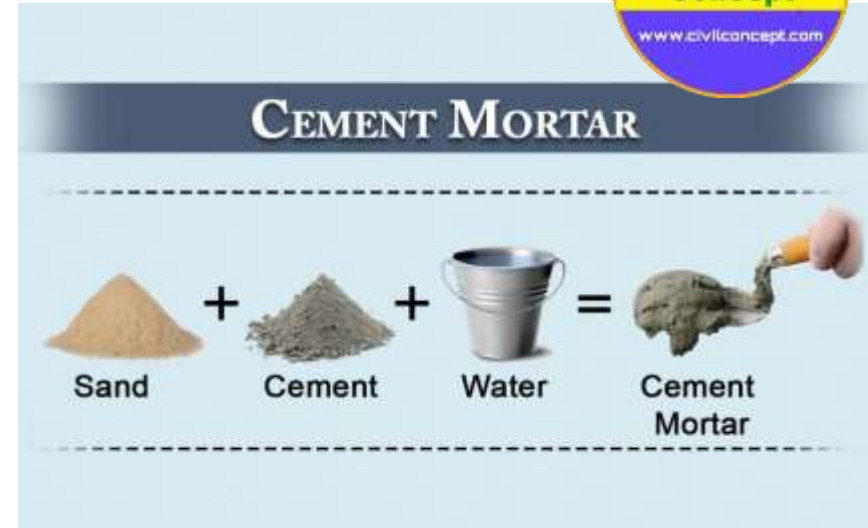 www.civilconcept.com
CEMENT MORTAR
+ + =
Sand Cement Water Cement Mortar